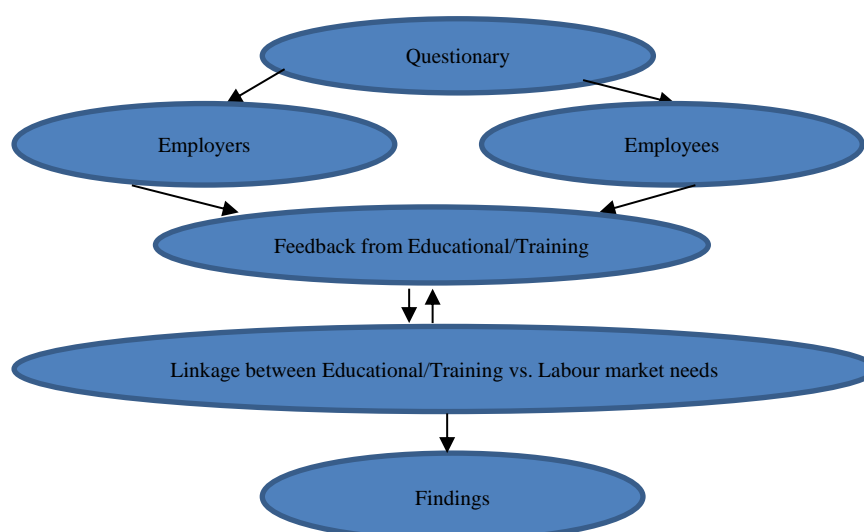 Questionary
Employers
Employees
Feedback from Educational/Training
Linkage between Educational/Training vs. Labour market needs
Findings